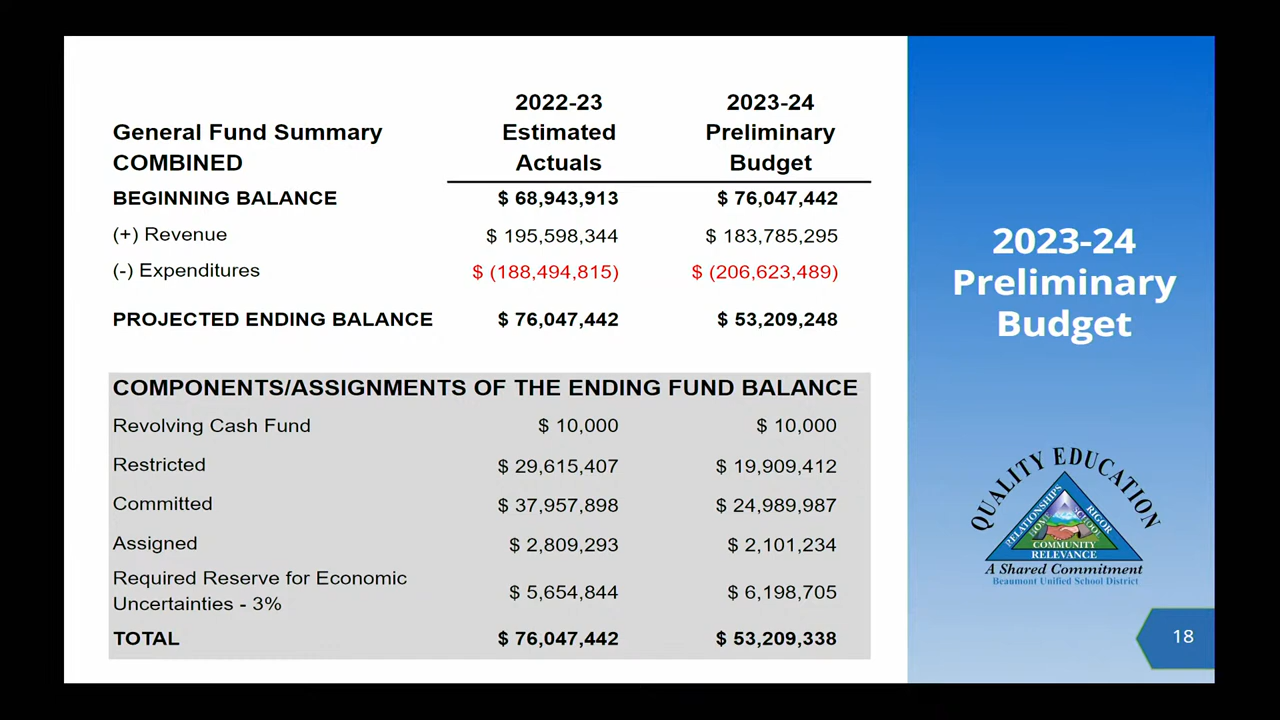 2022-23 2023-24
General Fund Summary Estimated Preliminary
COMBINED Actuals Budget
BEGINNING BALANCE $ 68,943,913 $ 76,047,442
(+) Revenue $ 195,598,344 $ 183,785,295
(-) Expenditures $ (188,494,815) $ (206,623,489)
PROJECTED ENDING BALANCE $ 76,047,442 $ 53,209,248
COMPONENTS/ASSIGNMENTS OF THE ENDING FUND BALANCE
Revolving Cash Fund $ 10,000 $ 10,000
Restricted $ 29,615,407 $ 19,909,412
Committed $ 37,957,898 $ 24,989,987
Assigned $ 2,809,293 $ 2,101,234
Required Reserve for Economic
Uncertainties - 3% $ 5,654,844 $ 6,198,705
TOTAL $ 76,047,442 $ 53,209,338
2023-24
Preliminary
Budget
QUALITY EDUCATION
RELATIONSHIPS
RIGOR
HOME
SCHOOL
COMMUNITY
RELEVANCE
A Shared Commitment
Beaumont Unified School District
18